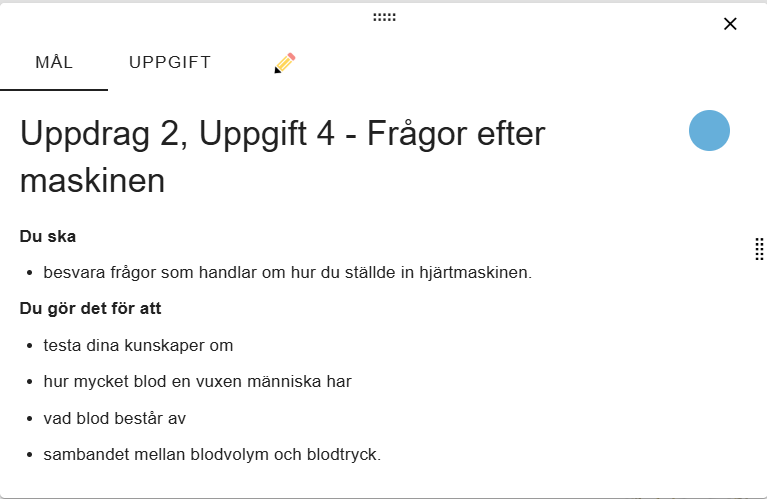 MÅL
UPPGIFT
Uppdrag 2, Uppgift 4 - Frågor efter
maskinen
Du ska
• besvara frågor som handlar om hur du ställde in hjärtmaskinen.
Du gör det för att
• testa dina kunskaper om
• hur mycket blod en vuxen människa har
• vad blod består av
• sambandet mellan blodvolym och blodtryck.